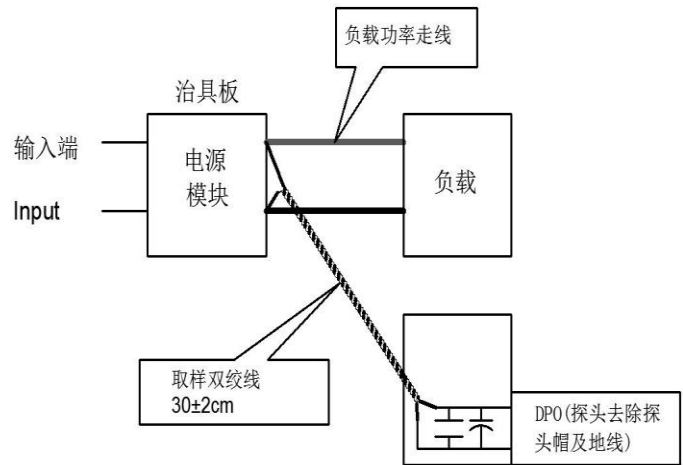 负载功率走线
治具板
输入端
Input
电源
模块
负载
取样双绞线
30±2cm
DPO(探头去除探
头帽及地线)